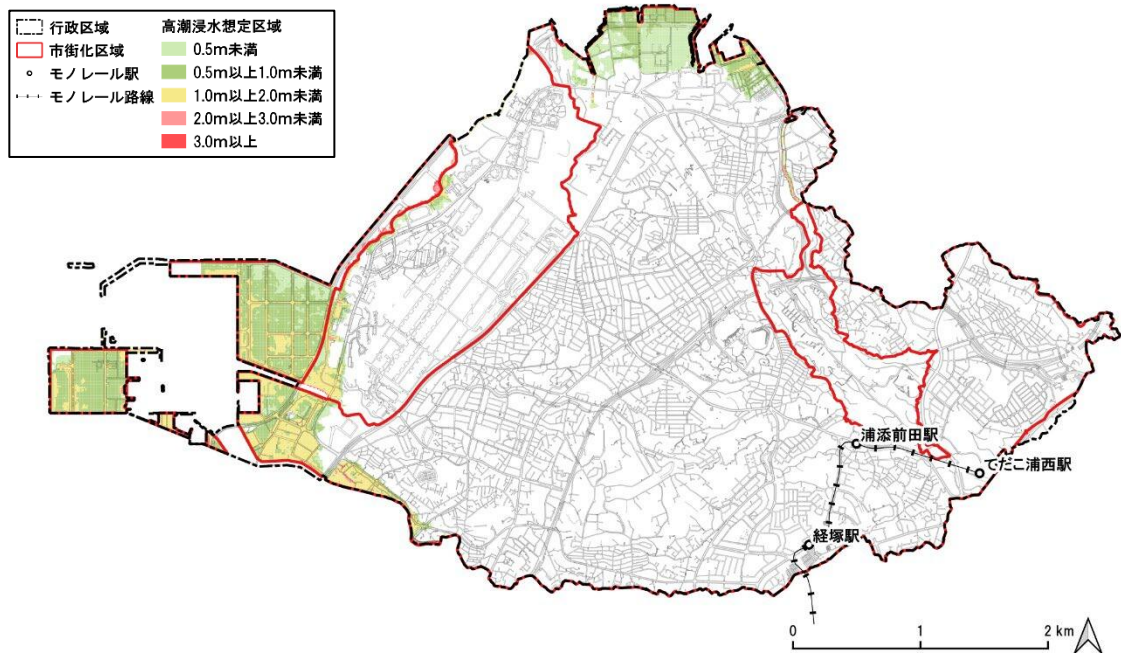 行政区域
市街化区域
モノレール駅
モノレール路線
高潮浸水想定区域
0.5m未満
0.5m以上1.0m未満
1.0m以上2.0m未満
2.0m以上3.0m未満
3.0m以上
浦添前田駅
てだこ浦西駅
経塚駅
0 1 2 km